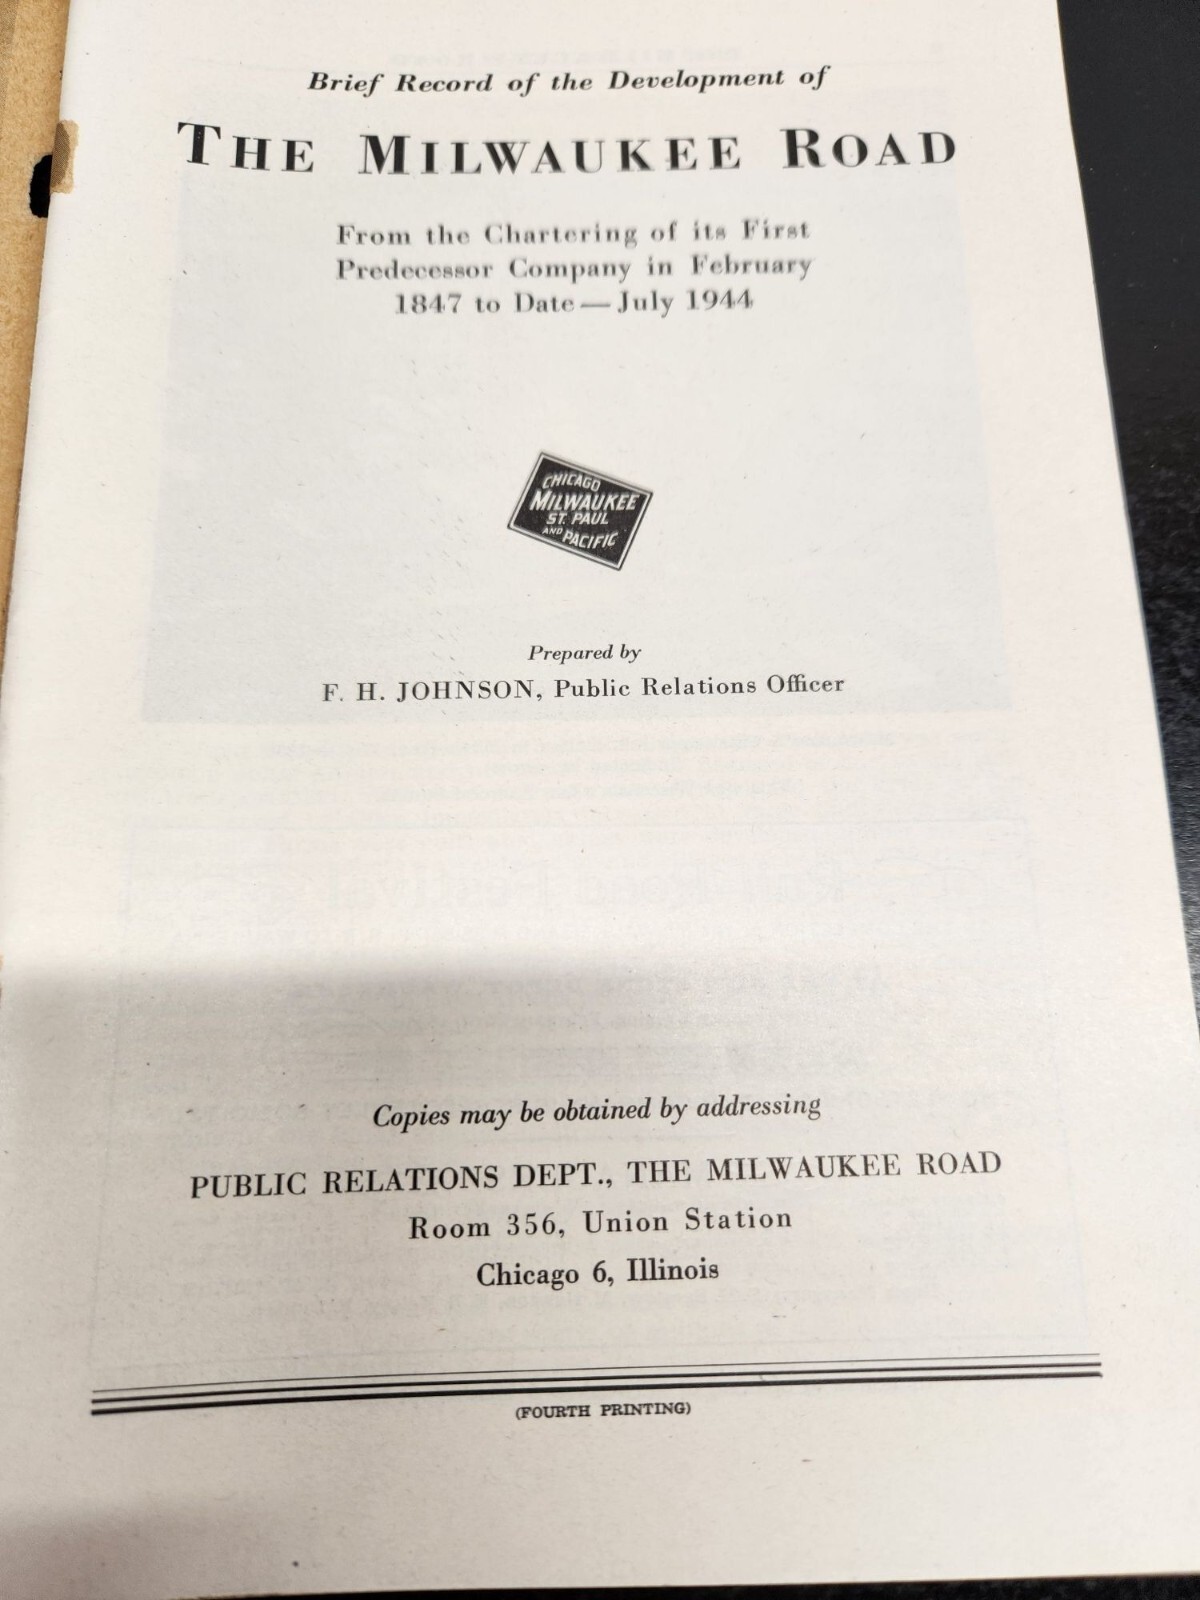 Brief Record of the Development of
THE MILWAUKEE ROAD
From the Chartering of its First
Predecessor Company in February
1847 to Date—July 1944
CHICAGO
MILWAUKEE
ST. PAUL
AND PACIFIC
Prepared by
F. H. JOHNSON, Public Relations Officer
Copies may be obtained by addressing
PUBLIC RELATIONS DEPT., THE MILWAUKEE ROAD
Room 356, Union Station
Chicago 6, Illinois
(FOURTH PRINTING)